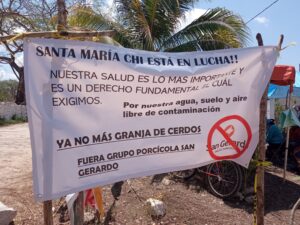 SANTA MARÍA CHI ESTÁ EN LUCHA!!
NUESTRA SALUD ES LO MAS IMPORTANTE Y
ES UN DERECHO FUNDAMENTAL EL CUAL
EXIGIMOS.
Por nuestra agua, suelo y aire
libre de contaminación
YA NO MÁS GRANJA DE CERDOS
FUERA GRUPO PORCÍCOLA SAN
GERARDO
San Gerardo